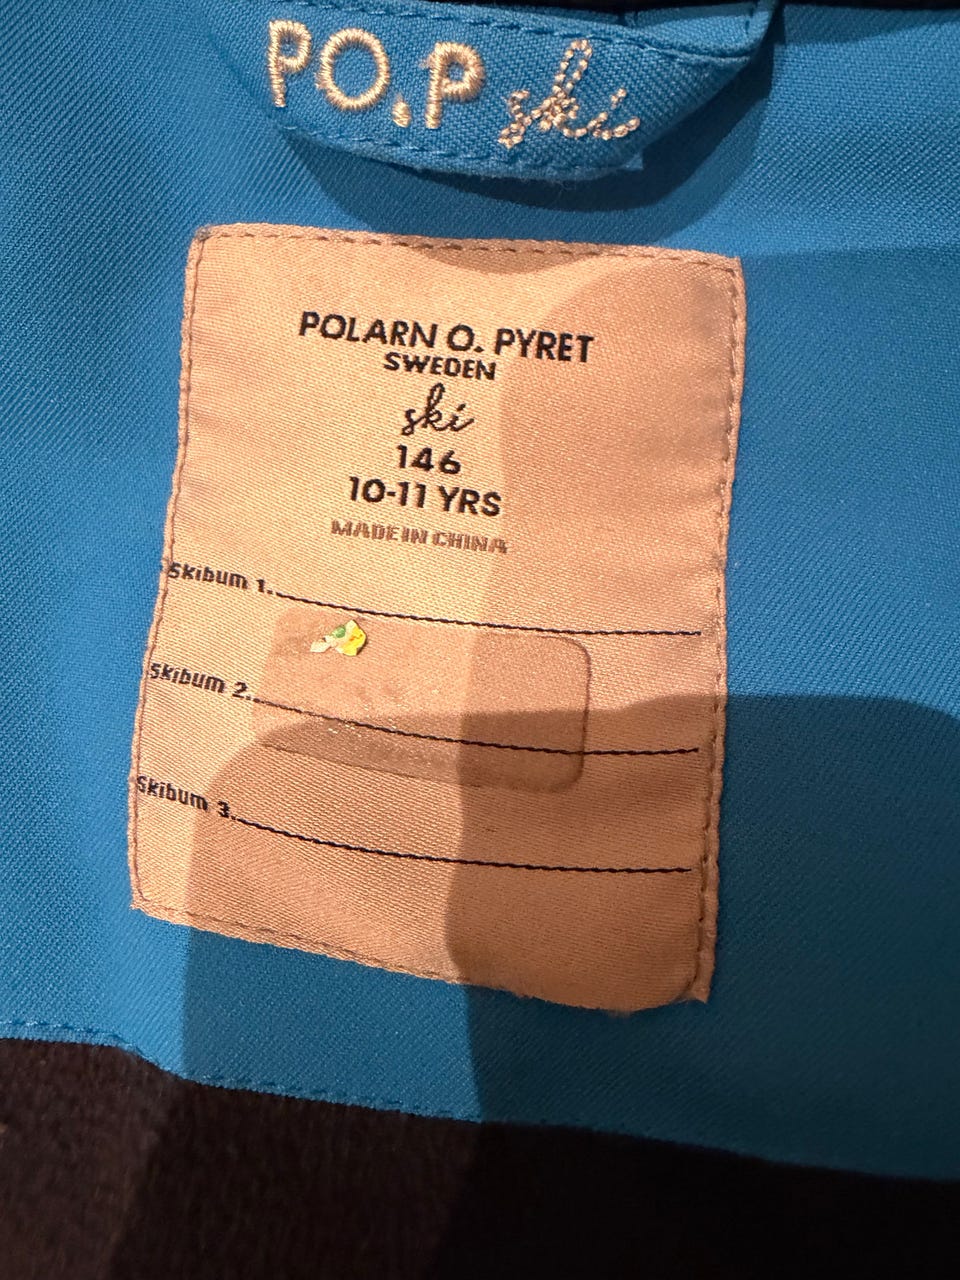 PO.P ski
POLARN O. PYRET
SWEDEN
ski
146
10-11 YRS
MADE IN CHINA
Skibum 1.
Skibum 2.
Skibum 3.